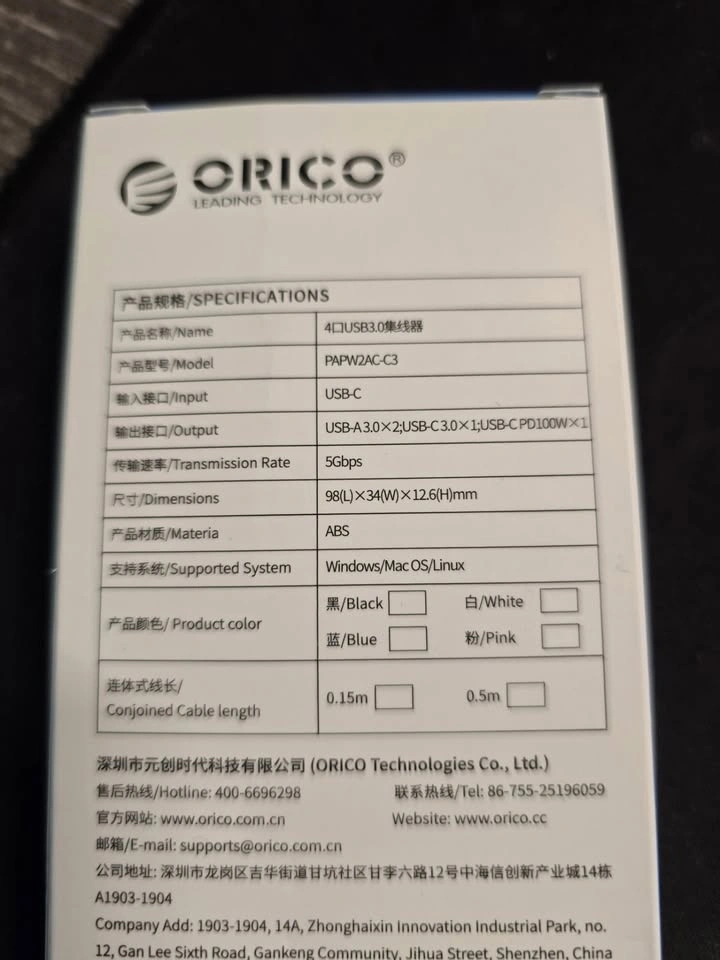 ORICO®
LEADING TECHNOLOGY
产品规格/SPECIFICATIONS
产品名称/Name 4口USB3.0集线器
产品型号/Model PAPW2AC-C3
输入接口/Input USB-C
输出接口/Output USB-A 3.0×2;USB-C 3.0×1;USB-C PD100W×1
传输速率/Transmission Rate 5Gbps
尺寸/Dimensions 98(L)×34(W)×12.6(H)mm
产品材质/Materia ABS
支持系统/Supported System Windows/Mac OS/Linux
产品颜色/ Product color 黑/Black 白/White
蓝/Blue 粉/Pink
连体式线长/
Conjoined Cable length 0.15m 0.5m
深圳市元创时代科技有限公司 (ORICO Technologies Co., Ltd.)
售后热线/Hotline: 400-6696298 联系热线/Tel: 86-755-25196059
官方网站: www.orico.com.cn Website: www.orico.cc
邮箱/E-mail: supports@orico.com.cn
公司地址: 深圳市龙岗区吉华街道甘坑社区甘李六路12号中海信创新产业城14栋
A1903-1904
Company Add: 1903-1904, 14A, Zhonghaixin Innovation Industrial Park, no.
12, Gan Lee Sixth Road, Gankeng Community, Jihua Street, Shenzhen, China